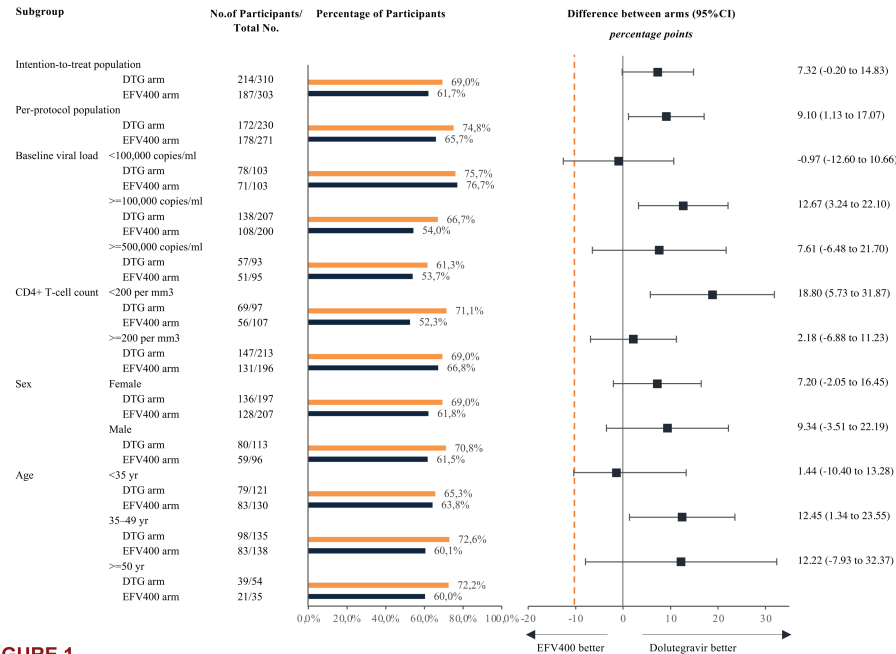 Subgroup No.of Participants/ Percentage of Participants Difference between arms (95%CI)
Total No. percentage points
Intention-to-treat population 7.32 (-0.20 to 14.83)
DTG arm 214/310 69,0%
EFV400 arm 187/303 61,7%
Per-protocol population 9.10 (1.13 to 17.07)
DTG arm 172/230 74,8%
EFV400 arm 178/271 65,7%
Baseline viral load <100,000 copies/ml -0.97 (-12.60 to 10.66)
DTG arm 78/103 75,7%
EFV400 arm 71/103 76,7%
>=100,000 copies/ml 12.67 (3.24 to 22.10)
DTG arm 138/207 66,7%
EFV400 arm 108/200 54,0%
>=500,000 copies/ml 7.61 (-6.48 to 21.70)
DTG arm 57/93 61,3%
EFV400 arm 51/95 53,7%
CD4+ T-cell count <200 per mm3 18.80 (5.73 to 31.87)
DTG arm 69/97 71,1%
EFV400 arm 56/107 52,3%
>=200 per mm3 2.18 (-6.88 to 11.23)
DTG arm 147/213 69,0%
EFV400 arm 131/196 66,8%
Sex Female 7.20 (-2.05 to 16.45)
DTG arm 136/197 69,0%
EFV400 arm 128/207 61,8%
Male 9.34 (-3.51 to 22.19)
DTG arm 80/113 70,8%
EFV400 arm 59/96 61,5%
Age <35 yr 1.44 (-10.40 to 13.28)
DTG arm 79/121 65,3%
EFV400 arm 83/130 63,8%
35–49 yr 12.45 (1.34 to 23.55)
DTG arm 98/135 72,6%
EFV400 arm 83/138 60,1%
>=50 yr 12.22 (-7.93 to 32.37)
DTG arm 39/54 72,2%
EFV400 arm 21/35 60,0%
0,0% 20,0% 40,0% 60,0% 80,0% 100,0% -20 -10 0 10 20 30
EFV400 better Dolutegravir better
GURE 1